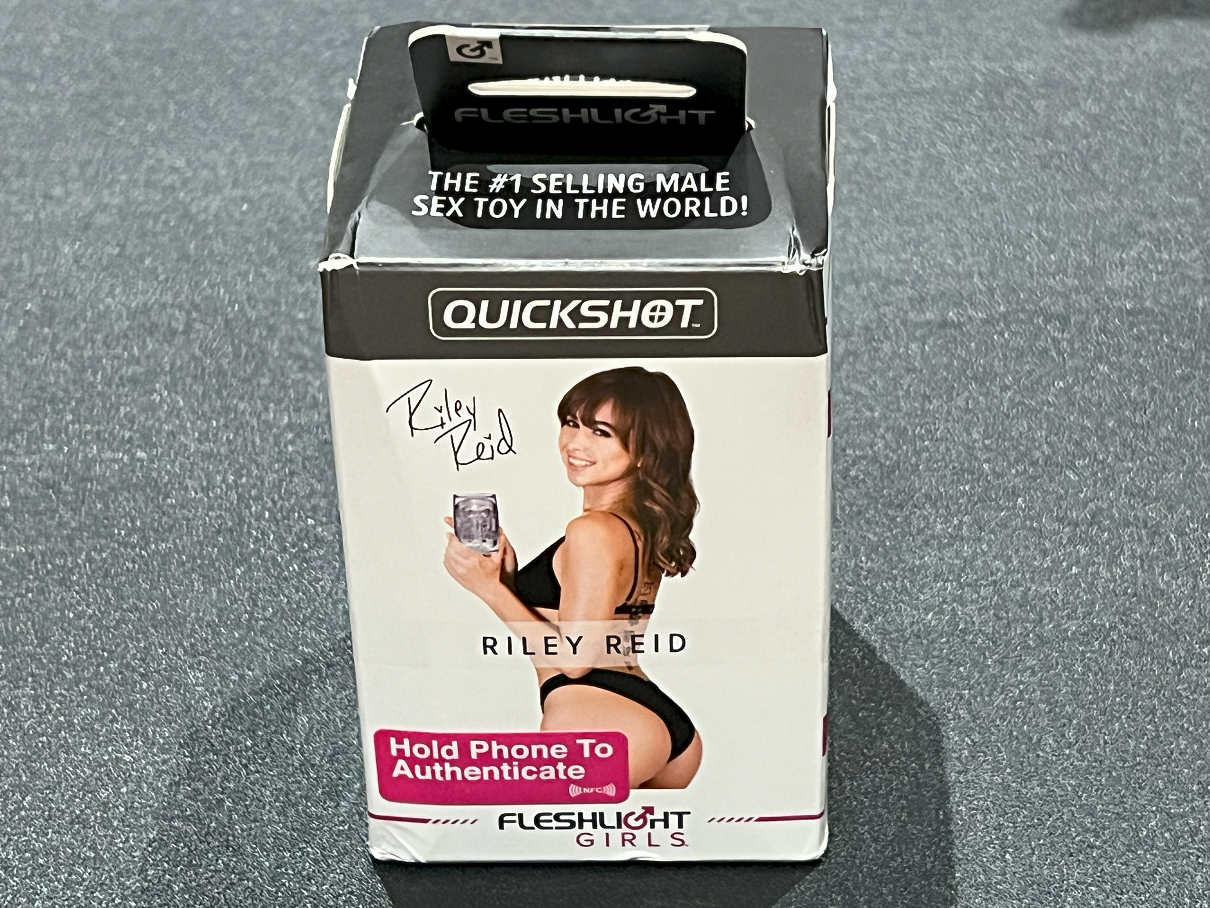 FLESHLIGHT
THE #1 SELLING MALE
SEX TOY IN THE WORLD!
QUICKSHOT™
Riley
Reid
RILEY REID
Hold Phone To
Authenticate
NFC
FLESHLIGHT
GIRLS